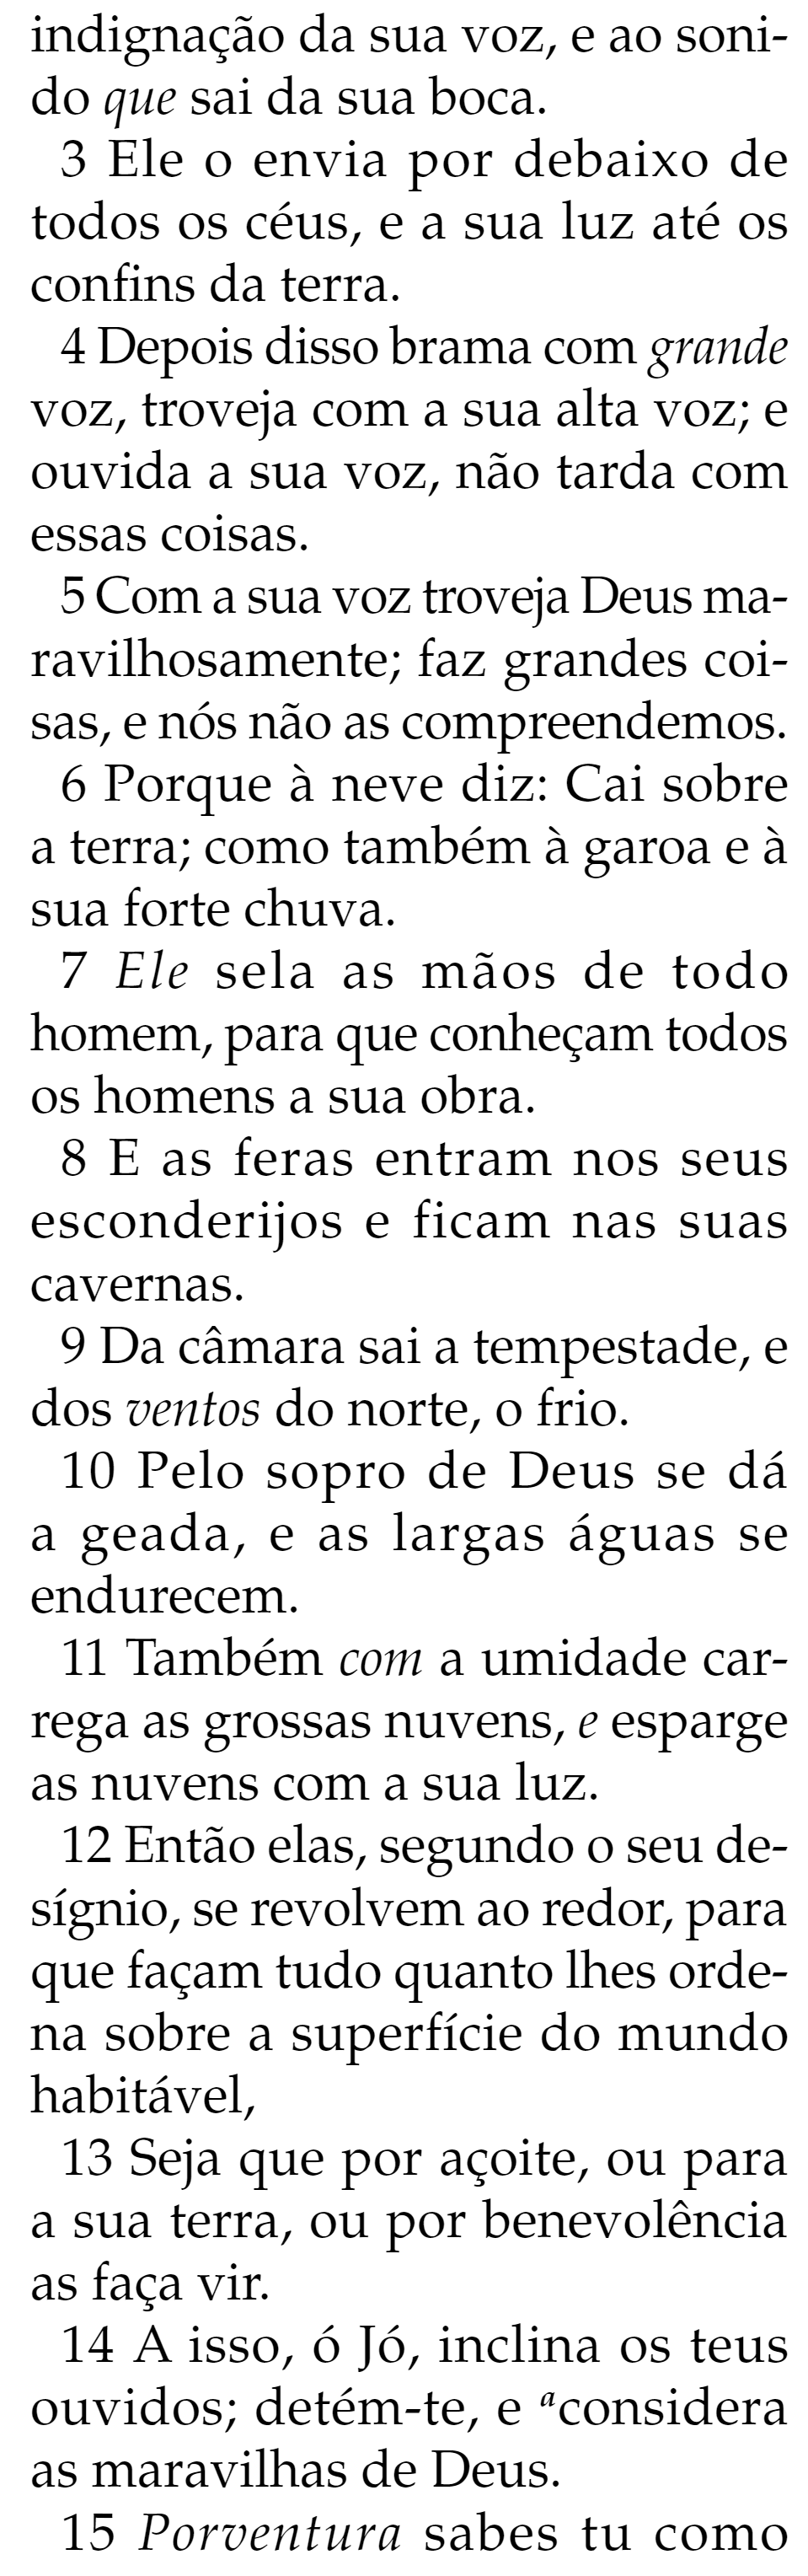 indignação da sua voz, e ao soni-
do que sai da sua boca.
3 Ele o envia por debaixo de
todos os céus, e a sua luz até os
confins da terra.
4 Depois disso brama com grande
voz, troveja com a sua alta voz; e
ouvida a sua voz, não tarda com
essas coisas.
5 Com a sua voz troveja Deus ma-
ravilhosamente; faz grandes coi-
sas, e nós não as compreendemos.
6 Porque à neve diz: Cai sobre
a terra; como também à garoa e à
sua forte chuva.
7 Ele sela as mãos de todo
homem, para que conheçam todos
os homens a sua obra.
8 E as feras entram nos seus
esconderijos e ficam nas suas
cavernas.
9 Da câmara sai a tempestade, e
dos ventos do norte, o frio.
10 Pelo sopro de Deus se dá
a geada, e as largas águas se
endurecem.
11 Também com a umidade car-
rega as grossas nuvens, e esparge
as nuvens com a sua luz.
12 Então elas, segundo o seu de-
sígnio, se revolvem ao redor, para
que façam tudo quanto lhes orde-
na sobre a superfície do mundo
habitável,
13 Seja que por açoite, ou para
a sua terra, ou por benevolência
as faça vir.
14 A isso, ó Jó, inclina os teus
ouvidos; detém-te, e aconsidera
as maravilhas de Deus.
15 Porventura sabes tu como